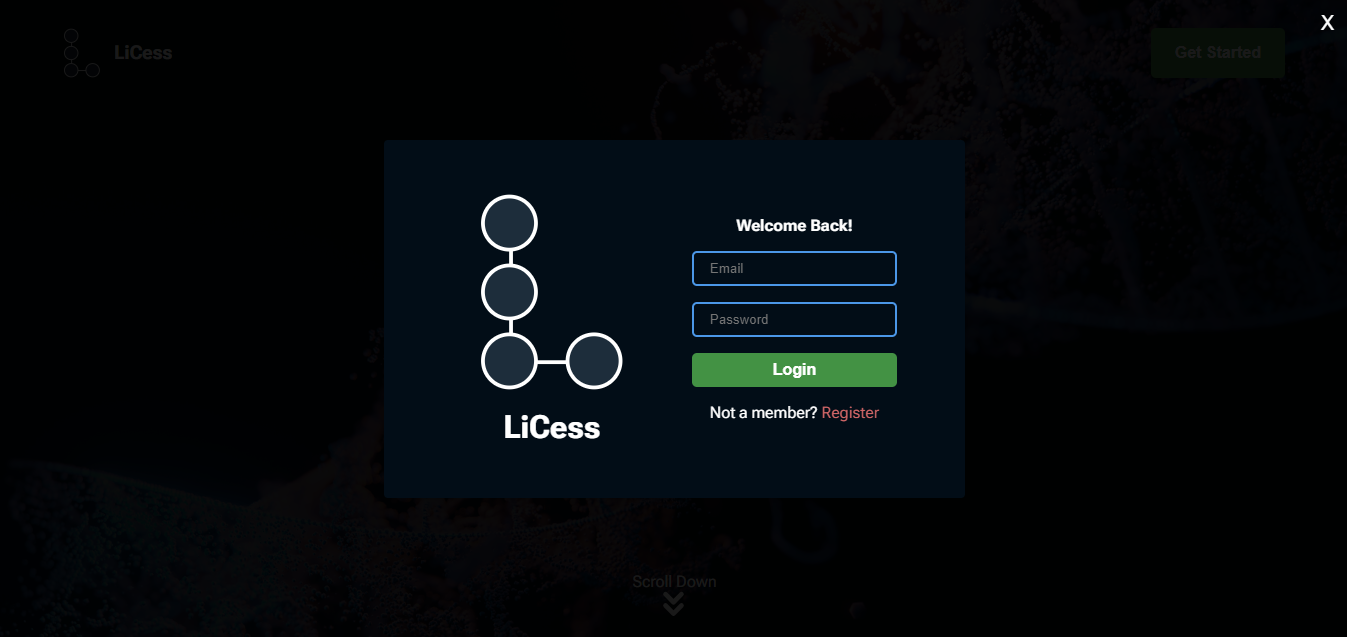 X
LiCess
Get Started
Welcome Back!
Email
Password
Login
Not a member? Register
LiCess
Scroll Down